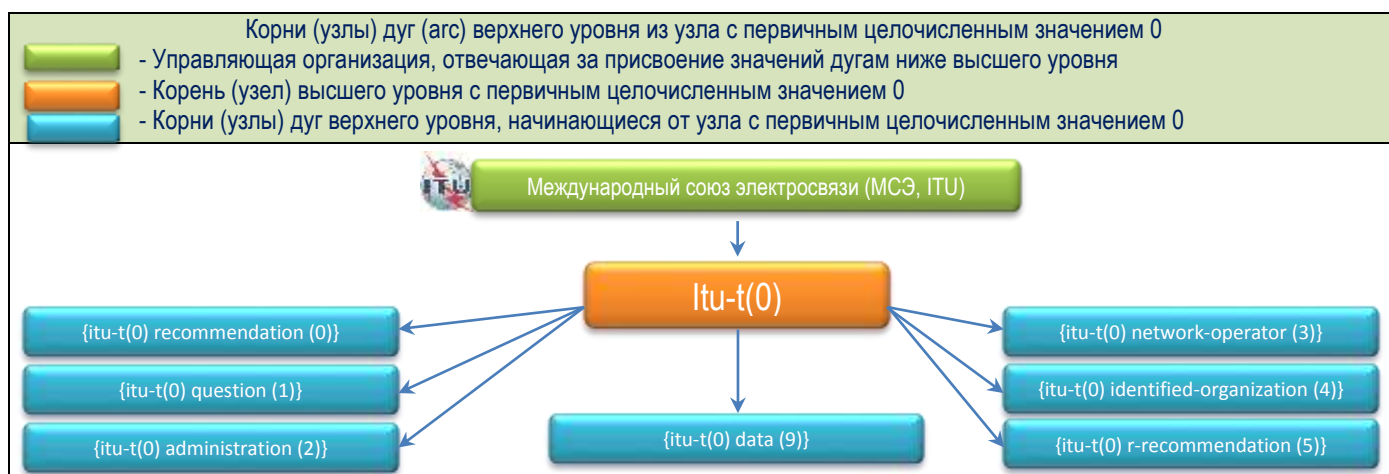 Корни (узлы) дуг (arc) верхнего уровня из узла с первичным целочисленным значением 0
- Управляющая организация, отвечающая за присвоение значений дугам ниже высшего уровня
- Корень (узел) высшего уровня с первичным целочисленным значением 0
- Корни (узлы) дуг верхнего уровня, начинающиеся от узла с первичным целочисленным значением 0
ITU
Международный союз электросвязи (МСЭ, ITU)
Itu-t(0)
{itu-t(0) recommendation (0)}
{itu-t(0) question (1)}
{itu-t(0) administration (2)}
{itu-t(0) data (9)}
{itu-t(0) network-operator (3)}
{itu-t(0) identified-organization (4)}
{itu-t(0) r-recommendation (5)}